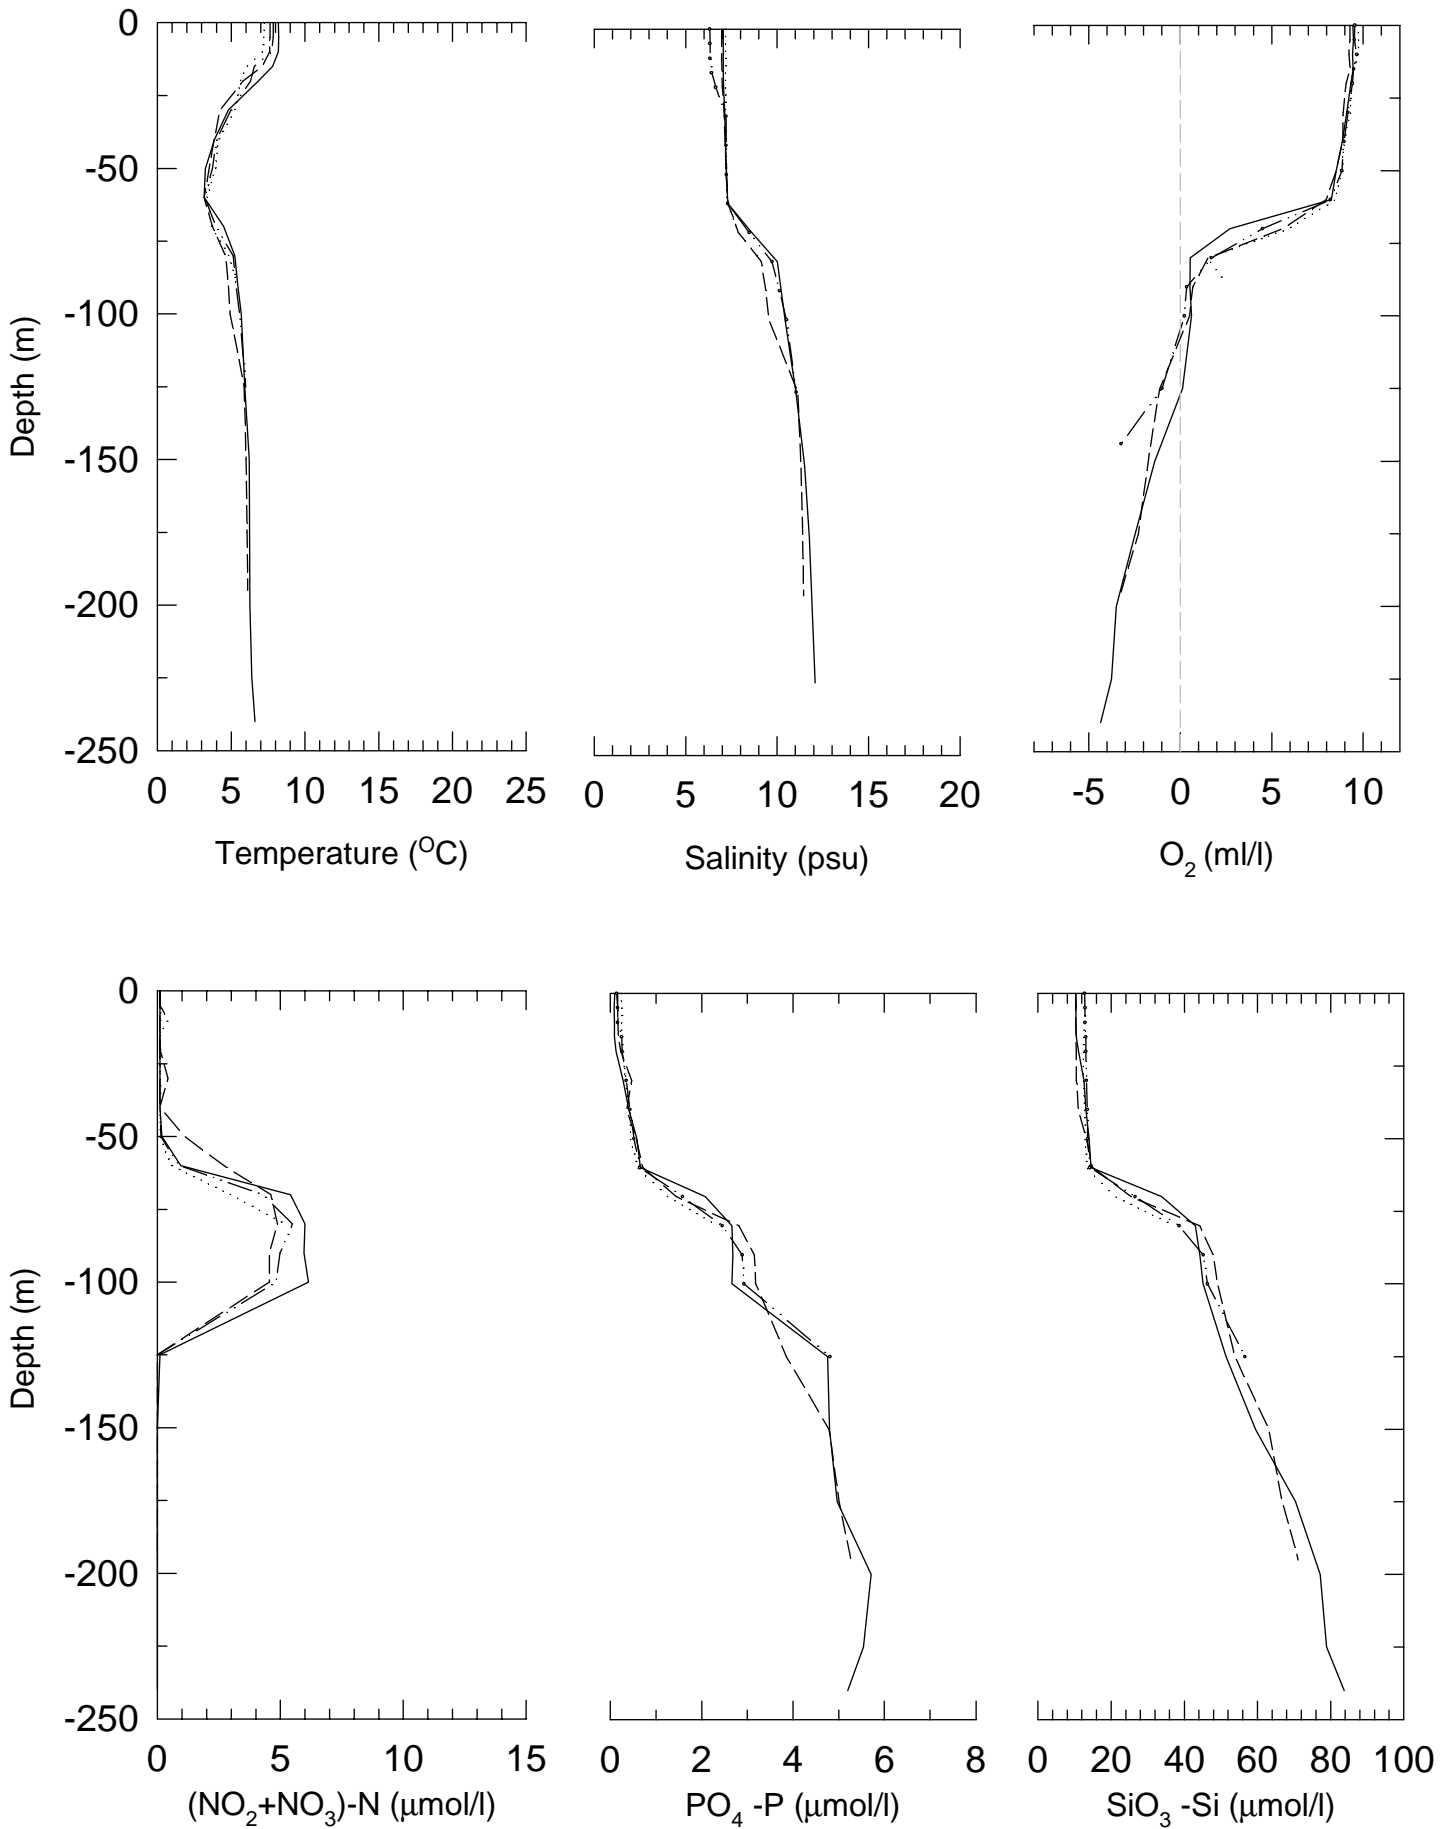 0
-50
-100
-150
-200
-250
Depth (m)
0 5 10 15 20 25
0 5 10 15 20
-5 0 5 10
Temperature (OC)
Salinity (psu)
O2 (ml/l)
0
-50
-100
-150
-200
-250
Depth (m)
0 5 10 15
0 2 4 6 8
0 20 40 60 80 100
(NO2+NO3)-N (μmol/l)
PO4 -P (μmol/l)
SiO3 -Si (μmol/l)